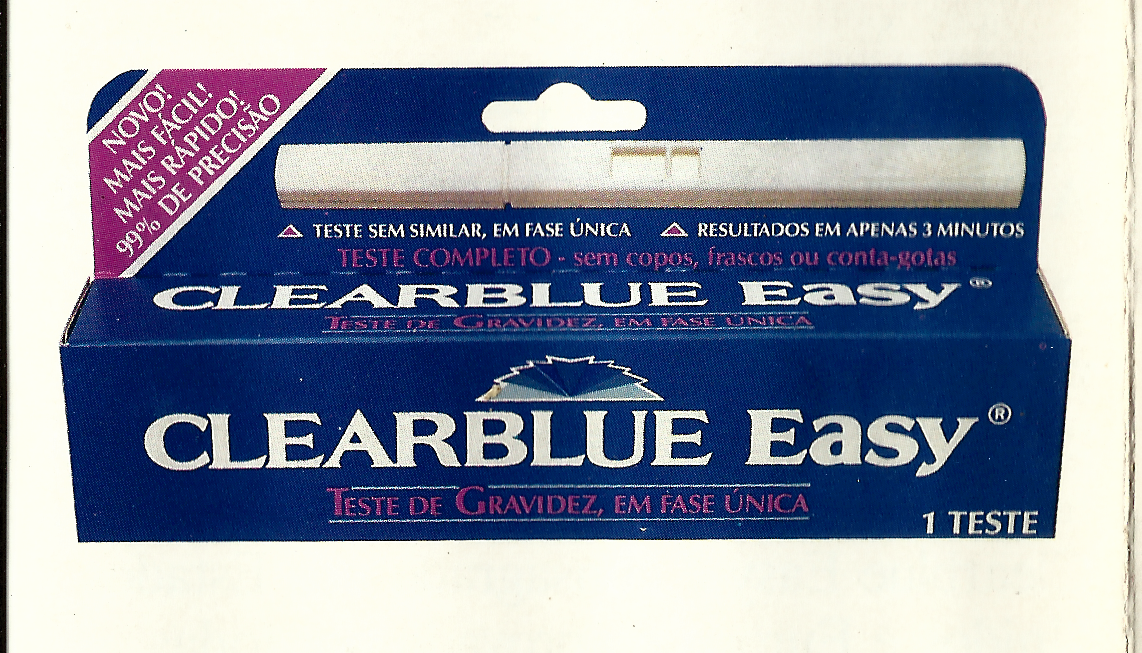 NOVO!
MAIS FÁCIL!
MAIS RÁPIDO!
99% DE PRECISÃO
TESTE SEM SIMILAR, EM FASE ÚNICA
RESULTADOS EM APENAS 3 MINUTOS
TESTE COMPLETO - sem copos, frascos ou conta-gotas
CLEARBLUE Easy®
TESTE DE GRAVIDEZ, EM FASE ÚNICA
CLEARBLUE Easy®
TESTE DE GRAVIDEZ, EM FASE ÚNICA
1 TESTE